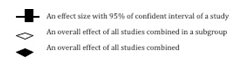 An effect size with 95% of confident interval of a study
An overall effect of all studies combined in a subgroup
An overall effect of all studies combined